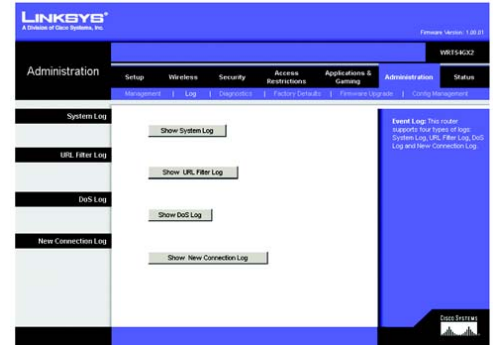 LINKSYS®
A Division of Cisco Systems, Inc.
Firmware Version: 1.00.01
WRT54GX2
Administration
Setup Wireless Security Access Restrictions Applications & Gaming Administration Status
Management | Log | Diagnostics | Factory Defaults | Firmware Upgrade | Config Management
System Log
Show System Log
URL Filter Log
Show URL Filter Log
DoS Log
Show DoS Log
New Connection Log
Show New Connection Log
Event Log: This router
supports four types of logs:
System Log, URL Filter Log, DoS
Log and New Connection Log.
CISCO SYSTEMS